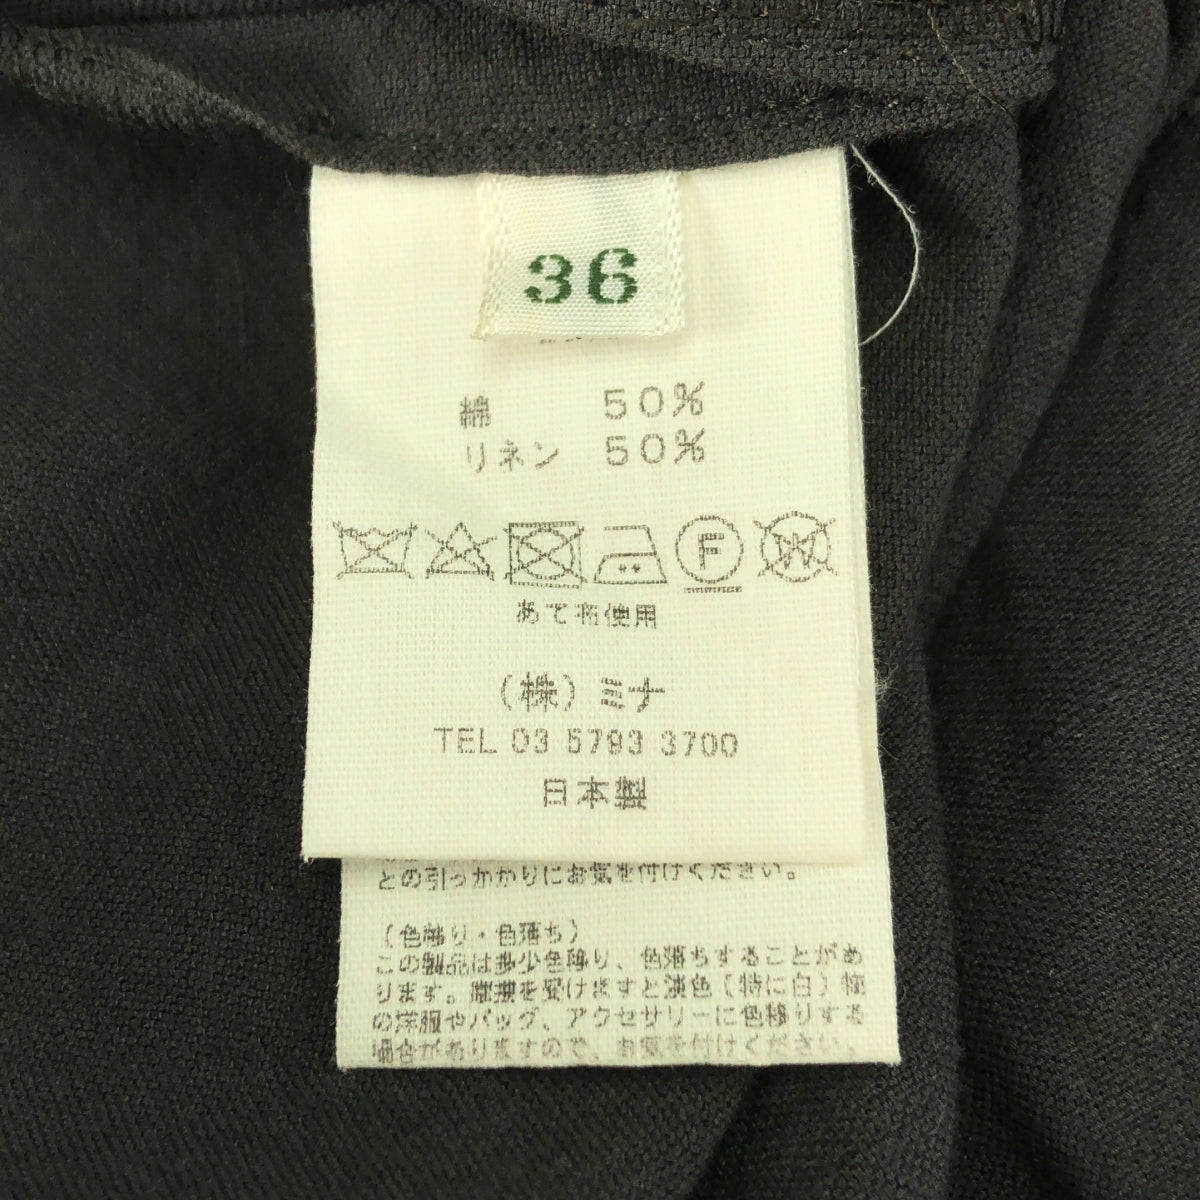 36
綿 50%
リネン 50%
F W
あて布使用
(株)ミナ
TEL 03 5793 3700
日本製
との引っかかりにお気を付けください。
(色移り・色落ち)
この製品は多少色移り、色落ちすることがあ
ります。摩擦を受けますと淡色(特に白)物
の洋服やバッグ、アクセサリーに色移りする
場合がありますので、お気を付けください。